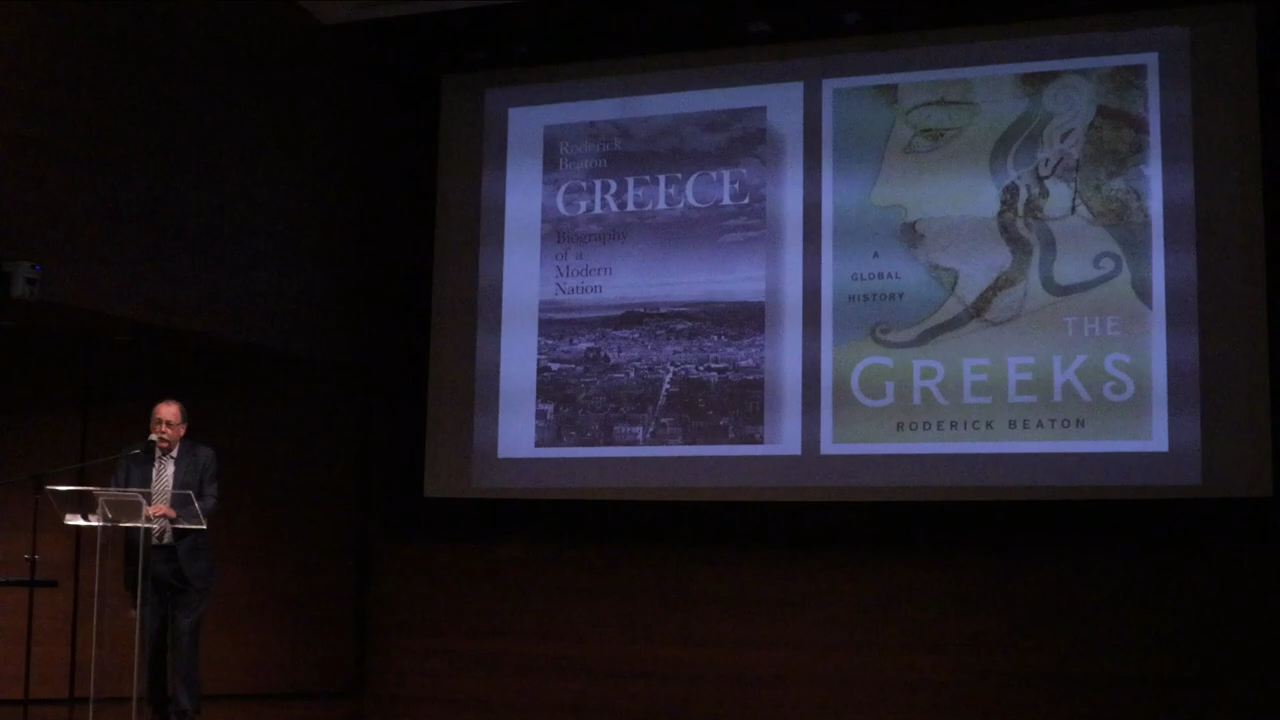 Roderick
Beaton
GREECE
Biography
of a
Modern
Nation
A
GLOBAL
HISTORY
THE
GREEKS
RODERICK BEATON